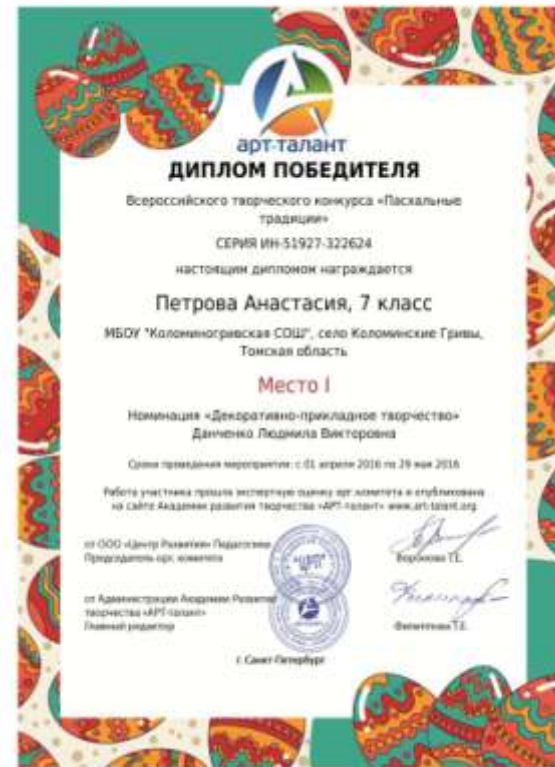 арт-талант
ДИПЛОМ ПОБЕДИТЕЛЯ
Всероссийского творческого конкурса «Пасхальные
традиции»
СЕРИЯ ИН-51927-322624
настоящим дипломом награждается
Петрова Анастасия, 7 класс
МБОУ "Коломиногривская СОШ", село Коломинские Гривы,
Томская область
Место I
Номинация «Декоративно-прикладное творчество»
Данченко Людмила Викторовна
Сроки проведения мероприятия: с 01 апреля 2016 по 29 мая 2016
Работа участника прошла экспертную оценку орг.комитета и опубликована
на сайте Академии развития творчества «АРТ-талант» www.art-talant.org
от ООО «Центр Развития» Педагогики
Председатель орг. комитета
Воронкова Т.Е.
от Администрации Академии Развития
творчества «АРТ-талант»
Главный редактор
Филиппова Т.Е.
г. Санкт-Петербург